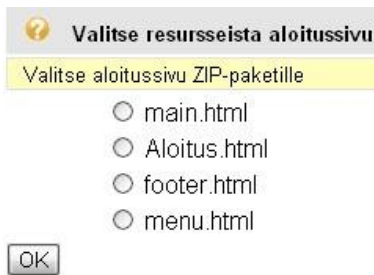 Valitse resursseista aloitussivu
Valitse aloitussivu ZIP-paketille
main.html
Aloitus.html
footer.html
menu.html
OK